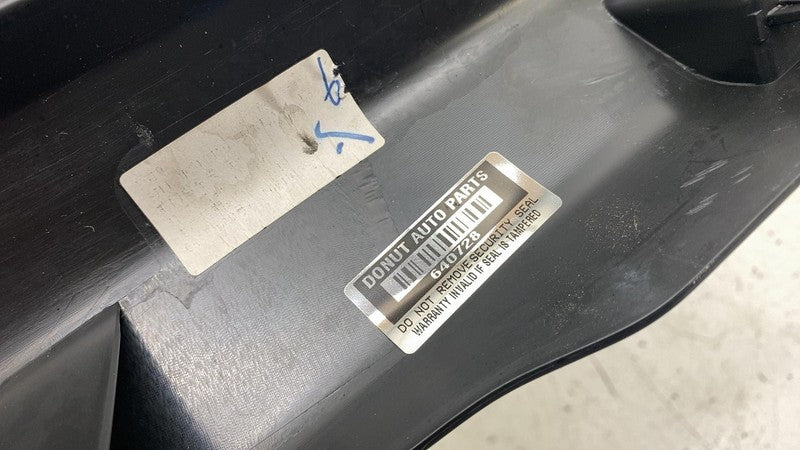 DONUT AUTO PARTS
640728
DO NOT REMOVE SECURITY SEAL
WARRANTY INVALID IF SEAL IS TAMPERED